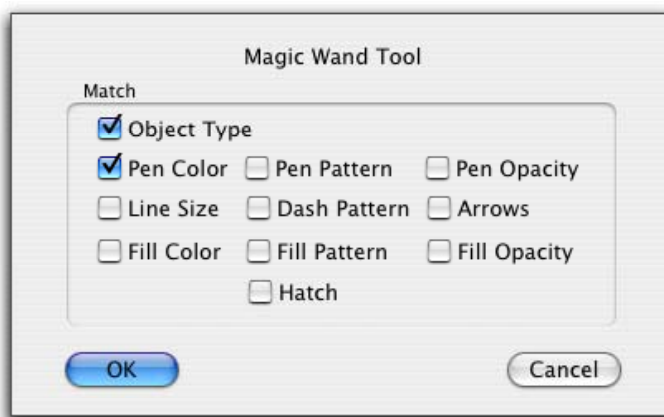 Magic Wand Tool
Match
Object Type
Pen Color Pen Pattern Pen Opacity
Line Size Dash Pattern Arrows
Fill Color Fill Pattern Fill Opacity
Hatch
OK Cancel